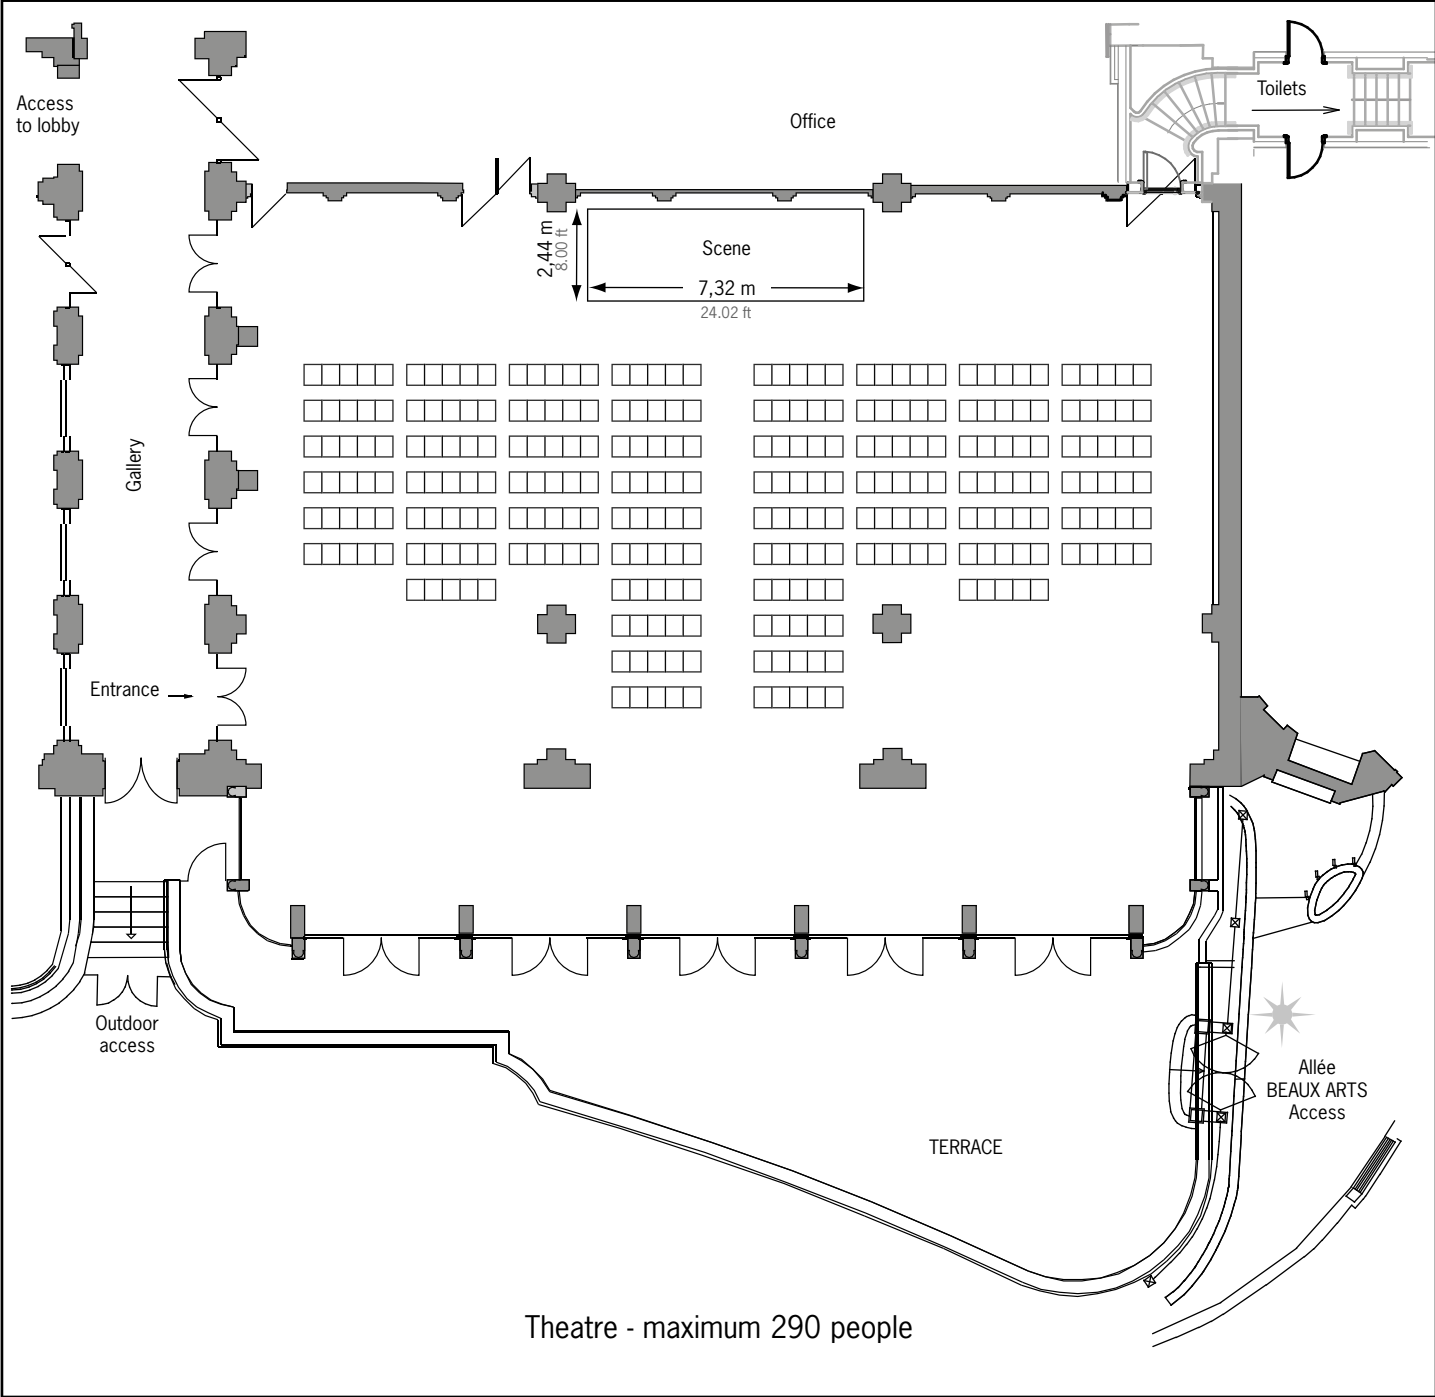 Access
to lobby
Office
Toilets
Scene
2,44 m
8.00 ft
7,32 m
24.02 ft
Gallery
Entrance
Outdoor
access
Allée
BEAUX ARTS
Access
TERRACE
Theatre - maximum 290 people